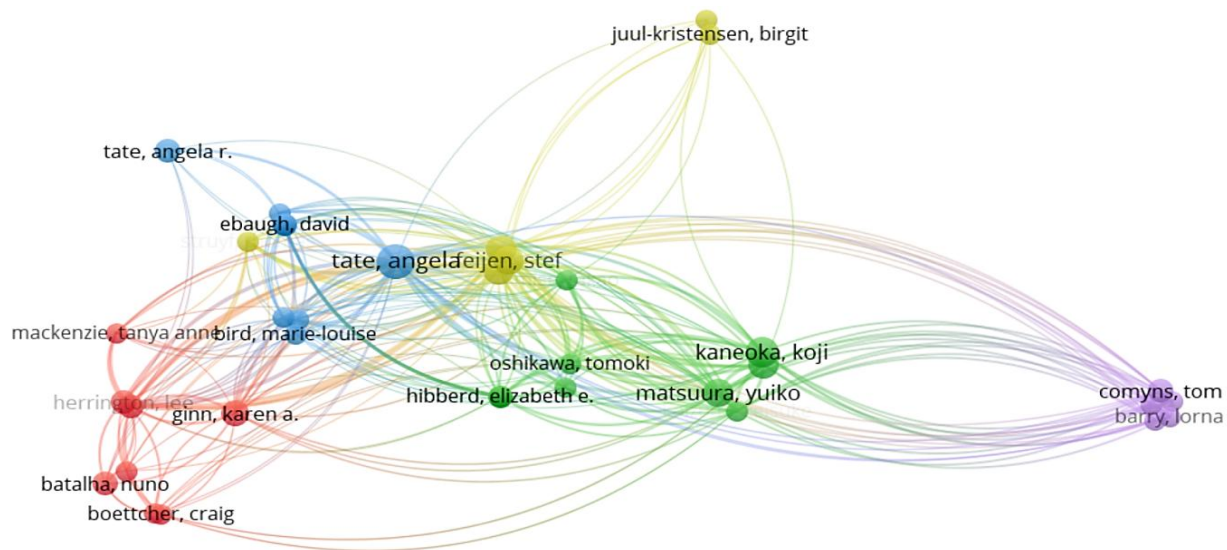 juul-kristensen, birgit
tate, angela r.
ebaugh, david
struyf
tate, angela
feijen, stef
mackenzie, tanya anne
bird, marie-louise
oshikawa, tomoki
kaneoka, koji
hibberd, elizabeth e.
matsuura, yuiko
comyns, tom
herrington, lee
ginn, karen a.
barry, lorna
batalha, nuno
boettcher, craig